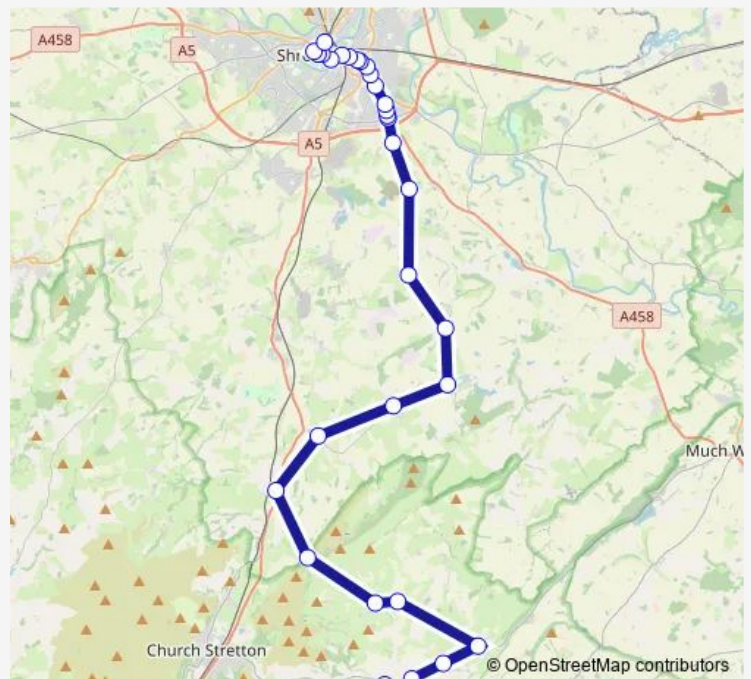 A458
A5
Shr
A5
A458
Much W
Church Stretton
© OpenStreetMap contributors